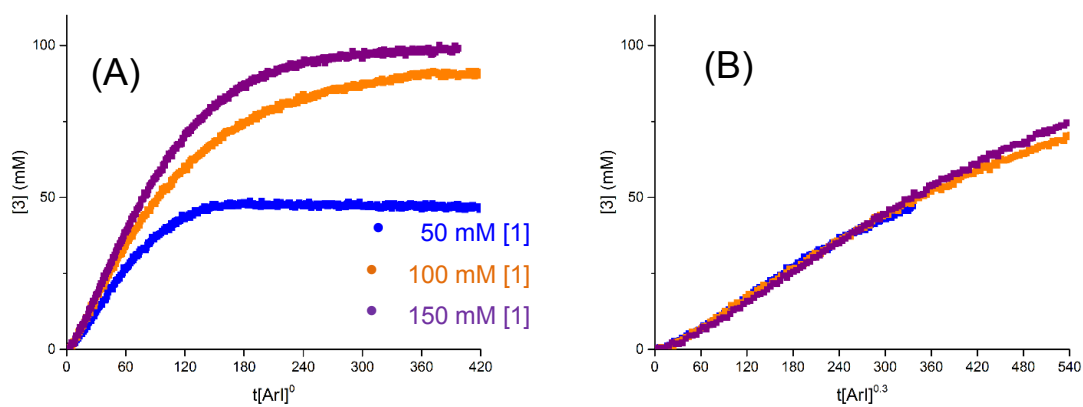 (A)
[3] (mM)
100
50
0
0 60 120 180 240 300 360 420
t[ArI]⁰
50 mM [1]
100 mM [1]
150 mM [1]
(B)
[3] (mM)
100
50
0
0 60 120 180 240 300 360 420 480 540
t[ArI]⁰·³